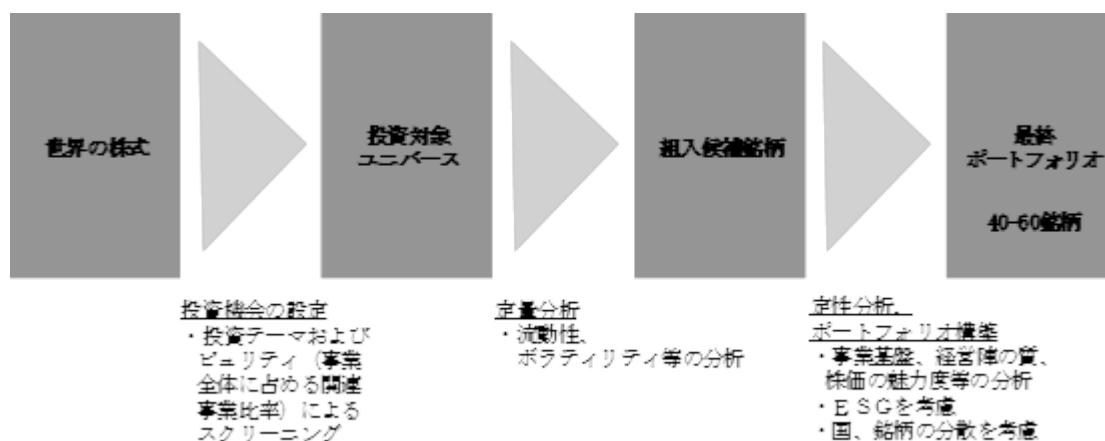 世界の株式
投資対象
ユニバース
組入候補銘柄
最終
ポートフォリオ
40-60銘柄
投資機会の設定
・投資テーマおよび
ピュリティ（事業
全体に占める関連
事業比率）による
スクリーニング
定量分析
・流動性、
ボラティリティ等の分析
定性分析、
ポートフォリオ構築
・事業基盤、経営陣の質、
株価の魅力度等の分析
・ＥＳＧを考慮
・国、銘柄の分散を考慮